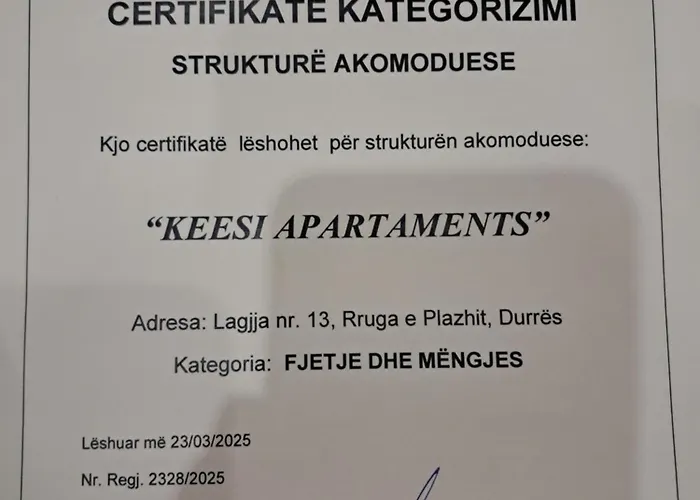 CERTIFIKATË KATEGORIZIMI
STRUKTURË AKOMODUESE
Kjo certifikatë lëshohet për strukturën akomoduese:
“KEESI APARTAMENTS”
Adresa: Lagjja nr. 13, Rruga e Plazhit, Durrës
Kategoria: FJETJE DHE MËNGJES
Lëshuar më 23/03/2025
Nr. Regj. 2328/2025